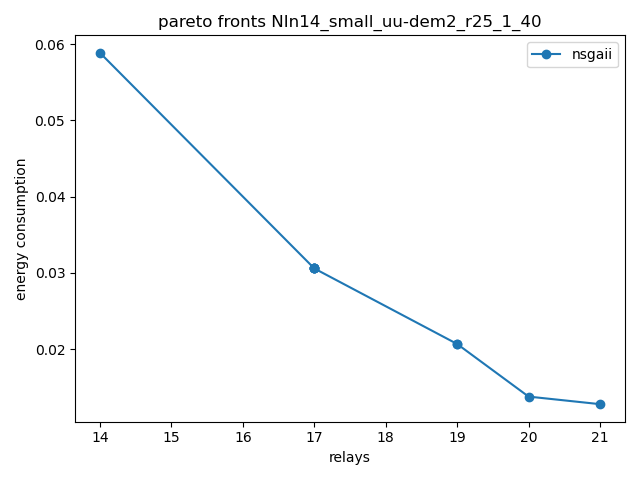 pareto fronts NIn14_small_uu-dem2_r25_1_40
nsgaii
energy consumption
0.06
0.05
0.04
0.03
0.02
14 15 16 17 18 19 20 21
relays